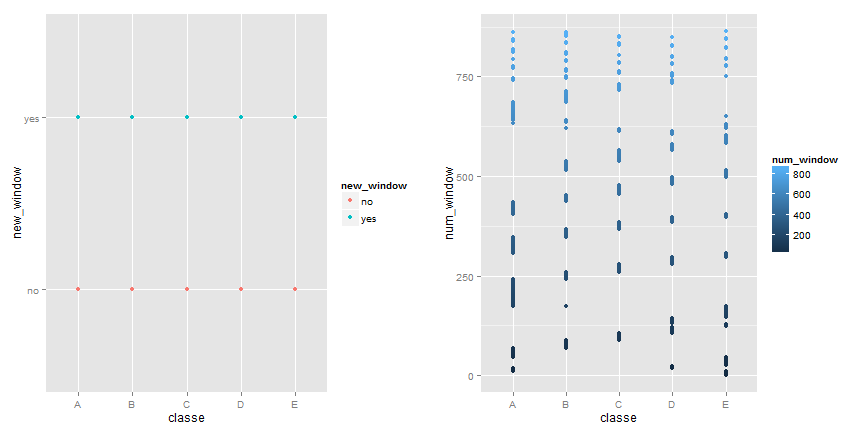 new_window
yes
no
A B C D E
classe
new_window
no
yes
num_window
750
500
250
0
A B C D E
classe
num_window
800
600
400
200